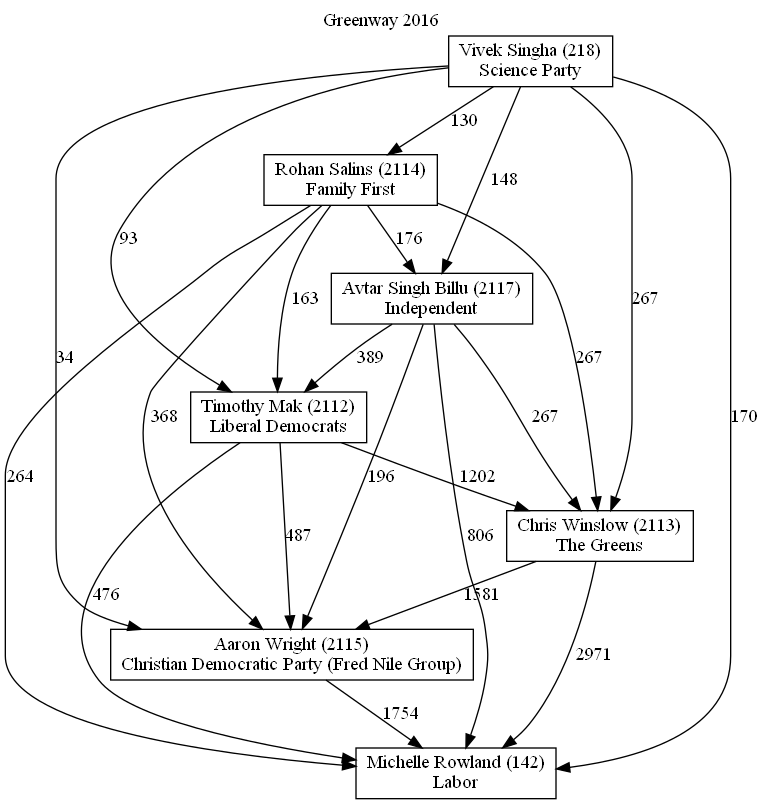 Greenway 2016
Vivek Singha (218)
Science Party
130
148
Rohan Salins (2114)
Family First
93
176
163
267
267
Avtar Singh Billu (2117)
Independent
34
389
Timothy Mak (2112)
Liberal Democrats
368
267
170
264
196
1202
487
806
Chris Winslow (2113)
The Greens
476
1581
Aaron Wright (2115)
Christian Democratic Party (Fred Nile Group)
2971
1754
Michelle Rowland (142)
Labor